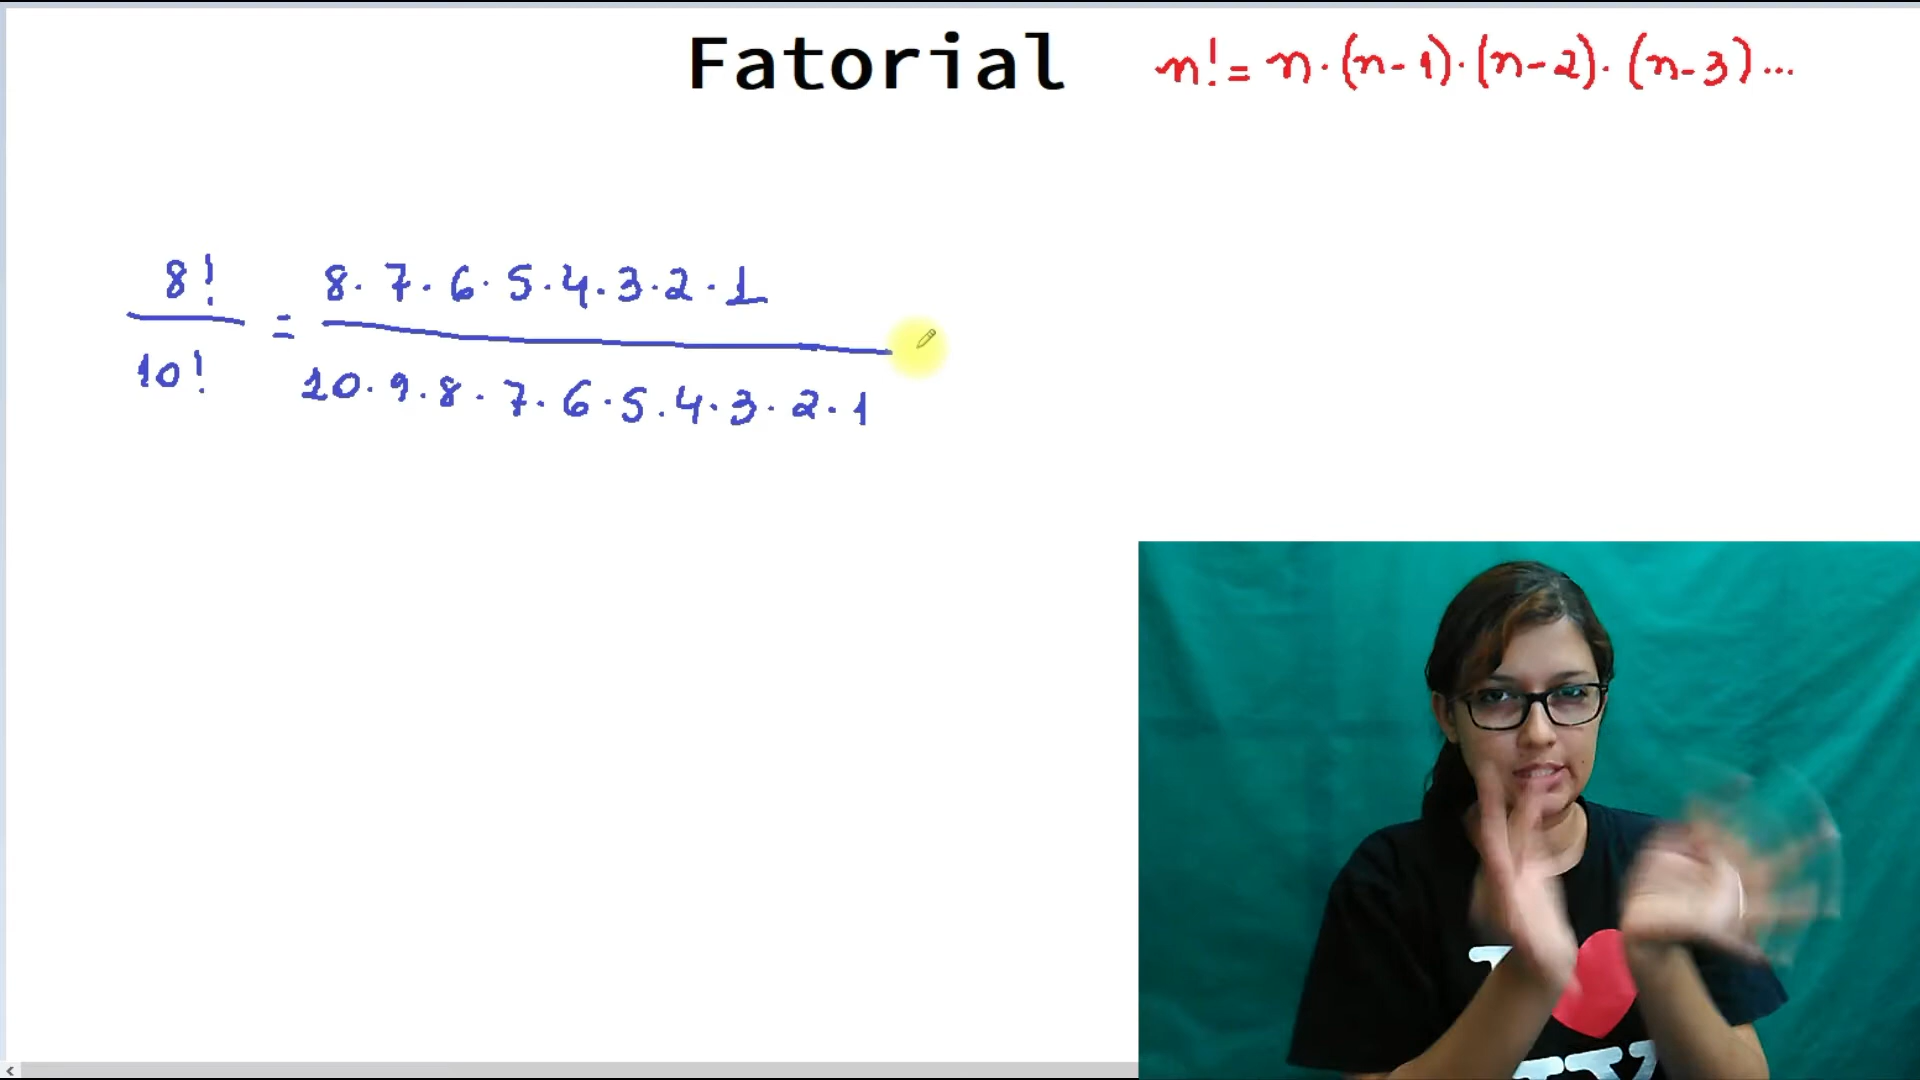 Fatorial
n! = n · (n-1) · (n-2) · (n-3) ...
8! / 10! = 8 · 7 · 6 · 5 · 4 · 3 · 2 · 1 / 10 · 9 · 8 · 7 · 6 · 5 · 4 · 3 · 2 · 1
I